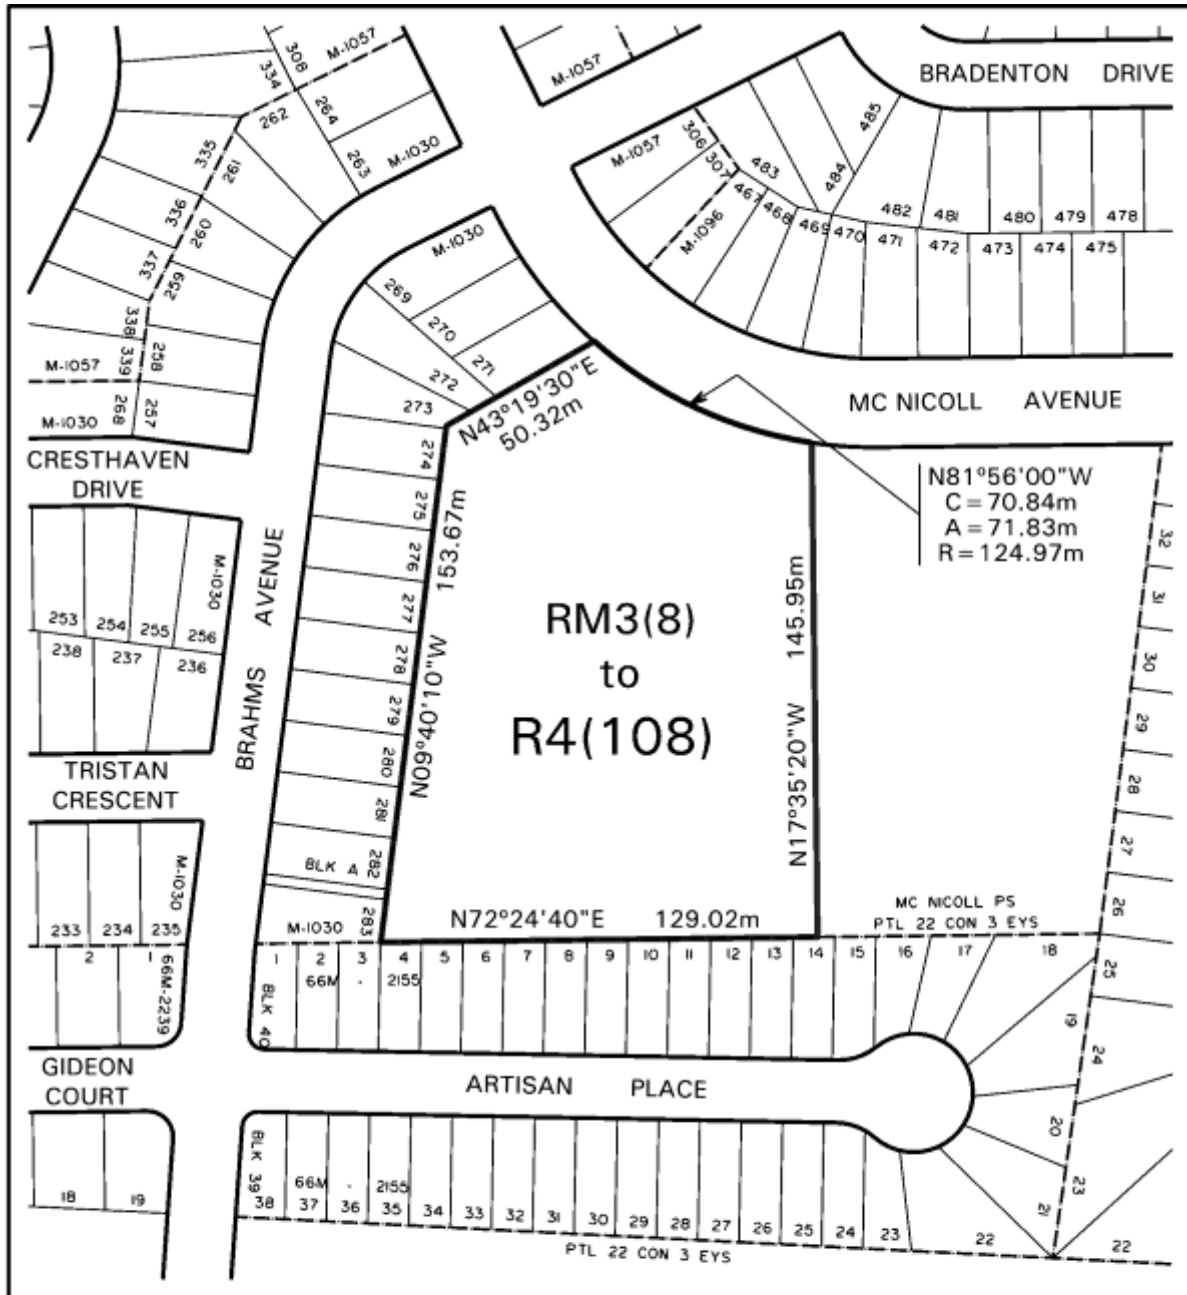 BRADENTON DRIVE
M-1057
308
334
M-1057
262
264
263
M-1030
335
261
336
260
337
259
338
339
258
M-1057
268
257
M-1030
M-1057
306
307
483
484
485
467
468
469
470
M-1096
482
481
480
479
478
471
472
473
474
475
M-1030
269
270
271
272
273
N43°19'30"E
50.32m
MC NICOLL AVENUE
N81°56'00"W
C = 70.84m
A = 71.83m
R = 124.97m
CRESTHAVEN
DRIVE
274
275
276
277
278
279
280
281
282
283
BLK A
M-1030
153.67m
N09°40'10"W
145.95m
N17°35'20"W
RM3(8)
to
R4(108)
N72°24'40"E 129.02m
BRAHMS AVENUE
M-1030
253
254
255
256
238
237
236
TRISTAN
CRESCENT
M-1030
233
234
235
2
1
66M-2239
32
31
30
29
28
27
26
MC NICOLL PS
PTL 22 CON 3 EYS
1 2 3 4 5 6 7 8 9 10 11 12 13 14 15 16 17 18
66M - 2155
BLK 40
25
19
24
20
23
21
GIDEON
COURT
ARTISAN PLACE
18
19
BLK 39
66M - 2155
38 37 36 35 34 33 32 31 30 29 28 27 26 25 24 23 22 22
PTL 22 CON 3 EYS